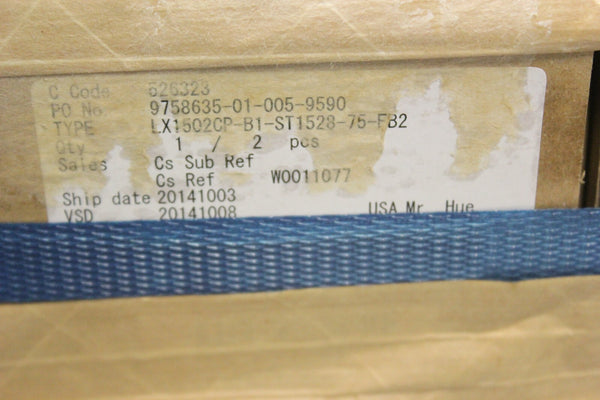 C Code 626323
PO No 9758635-01-005-9590
TYPE LX1502CP-B1-ST1528-75-FB2
Qty 1 / 2 pcs
Sales Cs Sub Ref
Cs Ref W0011077
Ship date 20141003
VSD 20141008 USA Mr. Hue